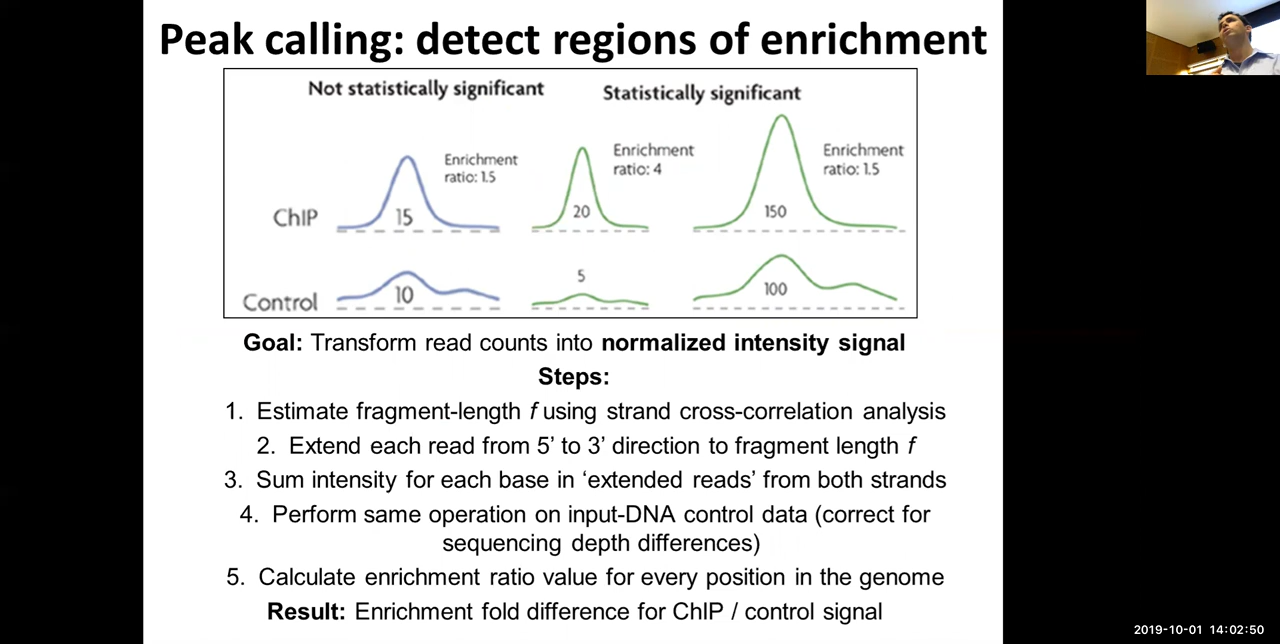 Peak calling: detect regions of enrichment
Not statistically significant
Statistically significant
Enrichment
ratio: 1.5
Enrichment
ratio: 4
Enrichment
ratio: 1.5
ChIP
15
20
150
5
Control
10
100
Goal: Transform read counts into normalized intensity signal
Steps:
1. Estimate fragment-length f using strand cross-correlation analysis
2. Extend each read from 5’ to 3’ direction to fragment length f
3. Sum intensity for each base in ‘extended reads’ from both strands
4. Perform same operation on input-DNA control data (correct for
sequencing depth differences)
5. Calculate enrichment ratio value for every position in the genome
Result: Enrichment fold difference for ChIP / control signal
2019-10-01 14:02:50